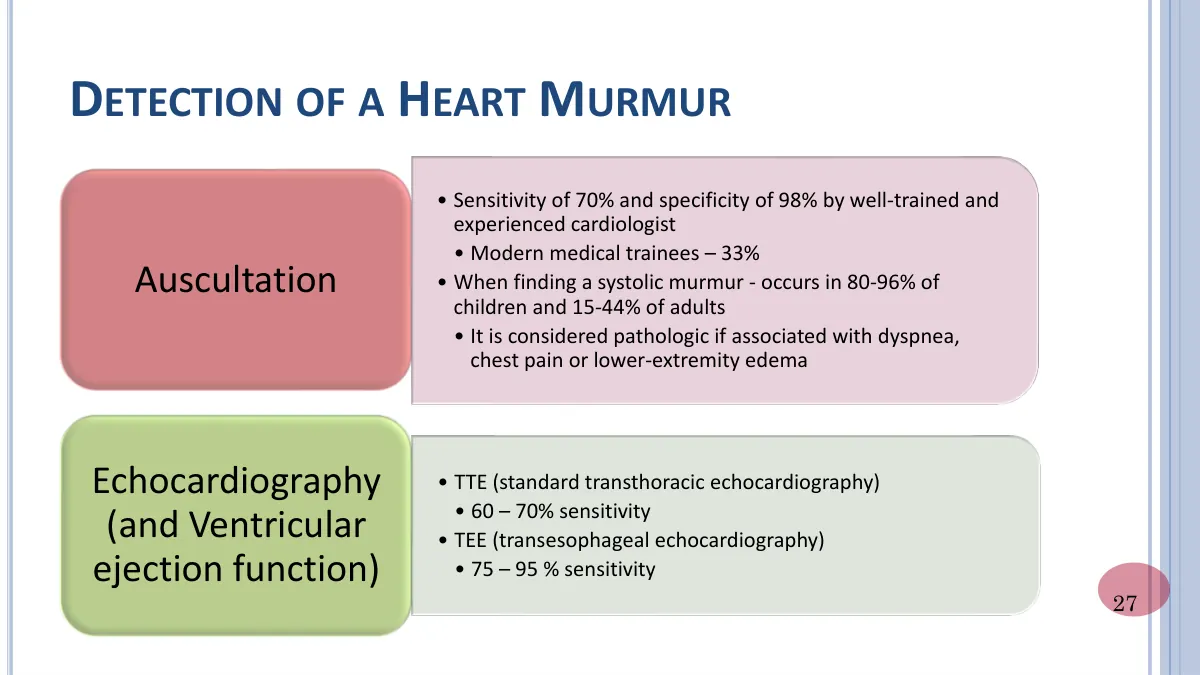 DETECTION OF A HEART MURMUR
Auscultation
• Sensitivity of 70% and specificity of 98% by well-trained and
experienced cardiologist
• Modern medical trainees – 33%
• When finding a systolic murmur - occurs in 80-96% of
children and 15-44% of adults
• It is considered pathologic if associated with dyspnea,
chest pain or lower-extremity edema
Echocardiography
(and Ventricular
ejection function)
• TTE (standard transthoracic echocardiography)
• 60 – 70% sensitivity
• TEE (transesophageal echocardiography)
• 75 – 95 % sensitivity
27